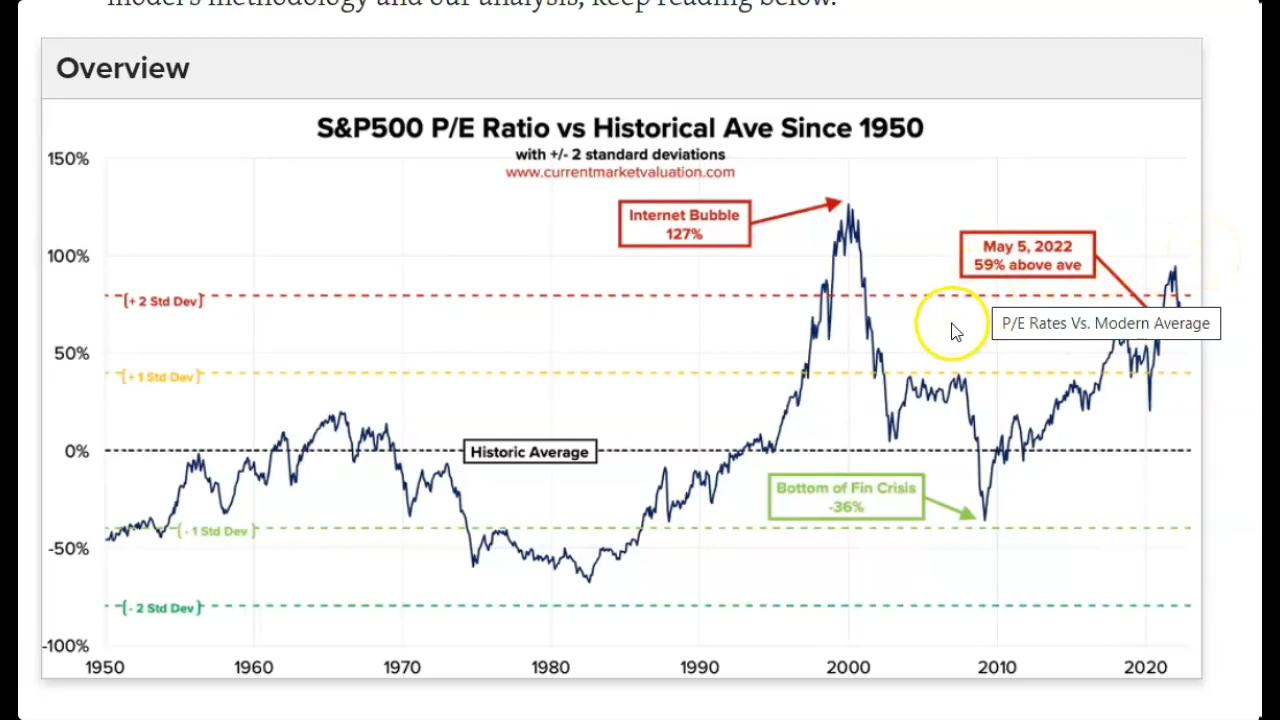 model's methodology and our analysis, keep reading below.
Overview
S&P500 P/E Ratio vs Historical Ave Since 1950
with +/- 2 standard deviations
www.currentmarketvaluation.com
150%
100%
50%
0%
-50%
-100%
Internet Bubble
127%
May 5, 2022
59% above ave
P/E Rates Vs. Modern Average
[+ 2 Std Dev]
[+ 1 Std Dev]
Historic Average
Bottom of Fin Crisis
-36%
[- 1 Std Dev]
[- 2 Std Dev]
1950
1960
1970
1980
1990
2000
2010
2020